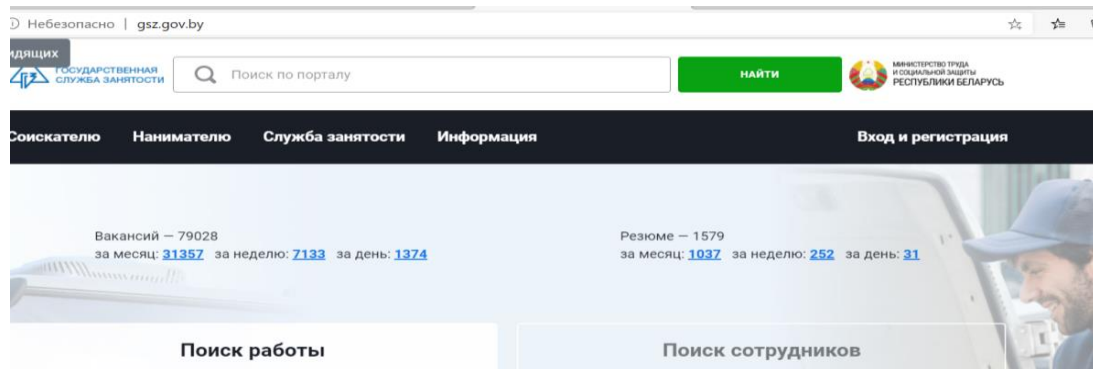 Небезопасно | gsz.gov.by
идящих
ГОСУДАРСТВЕННАЯ
СЛУЖБА ЗАНЯТОСТИ
Поиск по порталу
НАЙТИ
МИНИСТЕРСТВО ТРУДА
И СОЦИАЛЬНОЙ ЗАЩИТЫ
РЕСПУБЛИКИ БЕЛАРУСЬ
Соискателю Нанимателю Служба занятости Информация Вход и регистрация
Вакансий — 79028
за месяц: 31357 за неделю: 7133 за день: 1374
Резюме — 1579
за месяц: 1037 за неделю: 252 за день: 31
Поиск работы
Поиск сотрудников